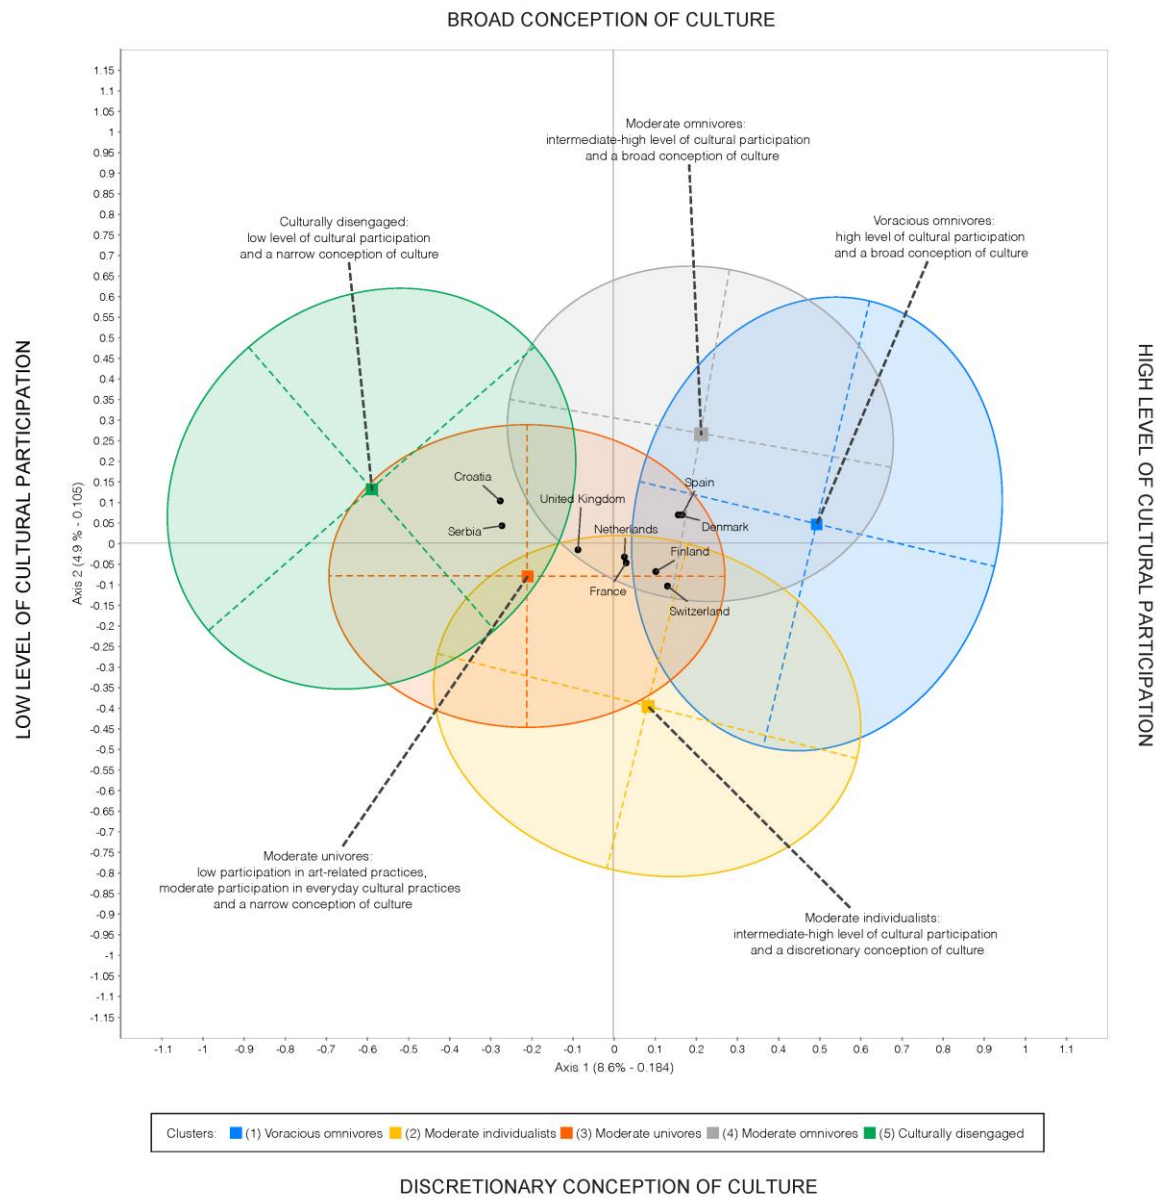 BROAD CONCEPTION OF CULTURE
1.15
1.1
1.05
1
0.95
0.9
0.85
0.8
0.75
0.7
0.65
0.6
0.55
0.5
0.45
0.4
0.35
0.3
0.25
0.2
0.15
0.1
0.05
0
-0.05
-0.1
-0.15
-0.2
-0.25
-0.3
-0.35
-0.4
-0.45
-0.5
-0.55
-0.6
-0.65
-0.7
-0.75
-0.8
-0.85
-0.9
-0.95
-1
-1.05
-1.1
-1.15
LOW LEVEL OF CULTURAL PARTICIPATION
Axis 2 (4.9 % - 0.105)
Moderate omnivores:
intermediate-high level of cultural participation
and a broad conception of culture
Culturally disengaged:
low level of cultural participation
and a narrow conception of culture
Voracious omnivores:
high level of cultural participation
and a broad conception of culture
Croatia
Serbia
United Kingdom
Netherlands
France
Spain
Denmark
Finland
Switzerland
Moderate univores:
low participation in art-related practices,
moderate participation in everyday cultural practices
and a narrow conception of culture
Moderate individualists:
intermediate-high level of cultural participation
and a discretionary conception of culture
HIGH LEVEL OF CULTURAL PARTICIPATION
-1.1 -1 -0.8 -0.7 -0.6 -0.5 -0.4 -0.3 -0.2 -0.1 0 0.1 0.2 0.3 0.4 0.5 0.6 0.7 0.8 0.9 1 1.1
Axis 1 (8.6% - 0.184)
Clusters: (1) Voracious omnivores (2) Moderate individualists (3) Moderate univores (4) Moderate omnivores (5) Culturally disengaged
DISCRETIONARY CONCEPTION OF CULTURE